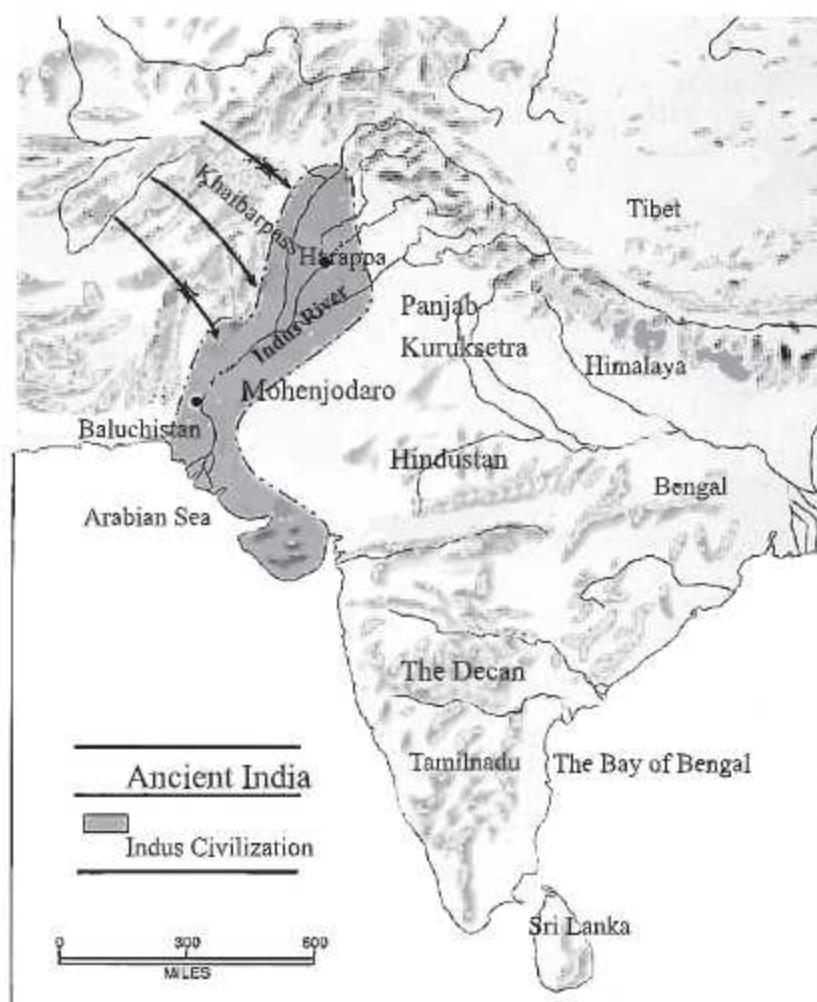 Khaibarpass
Tibet
Harappa
Indus River
Panjab
Kuruksetra
Himalaya
Mohenjodaro
Baluchistan
Hindustan
Bengal
Arabian Sea
The Decan
Tamilnadu
The Bay of Bengal
Ancient India
Indus Civilization
Sri Lanka
0 300 600
MILES